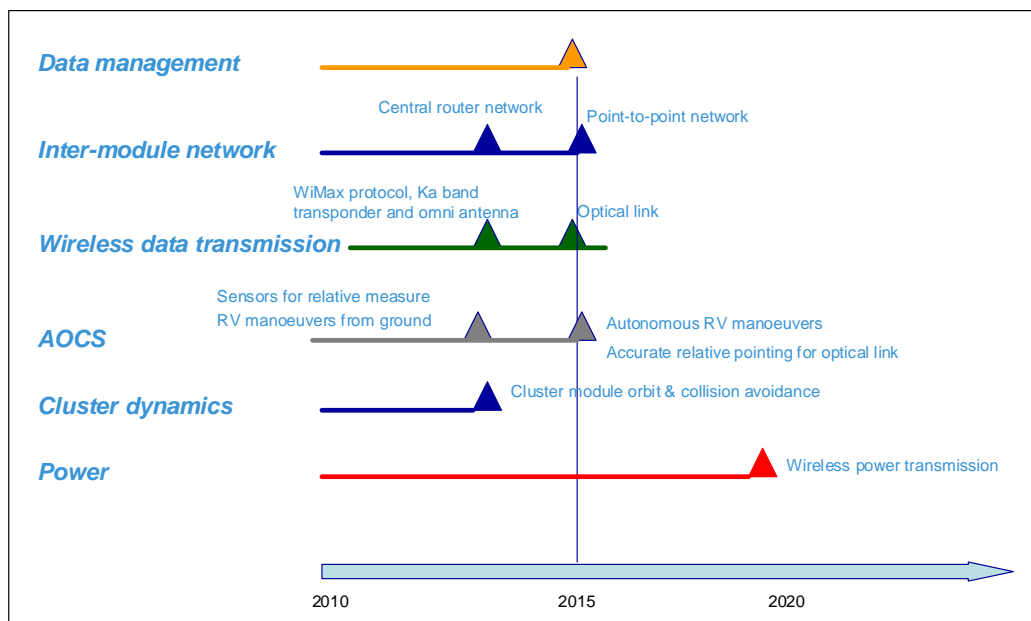 Data management
Central router network
Point-to-point network
Inter-module network
WiMax protocol, Ka band
transponder and omni antenna
Optical link
Wireless data transmission
Sensors for relative measure
RV manoeuvers from ground
Autonomous RV manoeuvers
AOCS
Accurate relative pointing for optical link
Cluster module orbit & collision avoidance
Cluster dynamics
Power
Wireless power transmission
2010
2015
2020